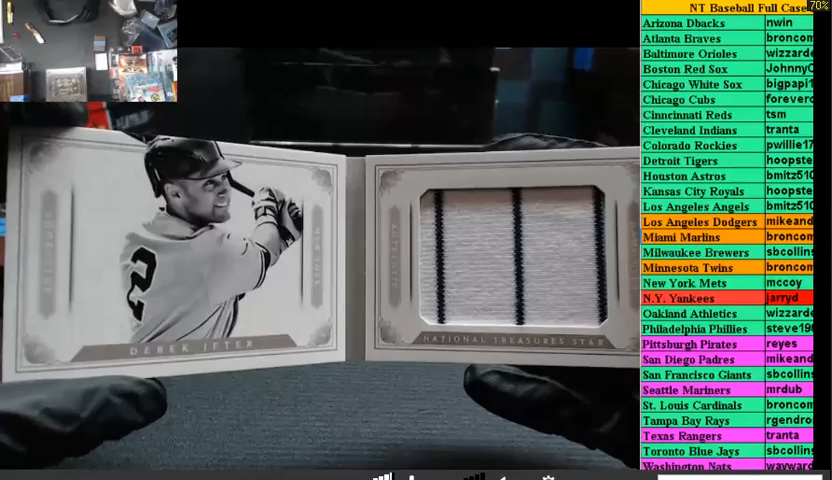 70%
NT Baseball Full Case
Arizona Dbacks nwin
Atlanta Braves broncom
Baltimore Orioles wizzarde
Boston Red Sox JohnnyC
Chicago White Sox bigpapi1
Chicago Cubs foreverc
Cinncinnati Reds tsm
Cleveland Indians tranta
Colorado Rockies pwillie17
Detroit Tigers hoopste
Houston Astros bmitz510
Kansas City Royals hoopste
Los Angeles Angels bmitz510
Los Angeles Dodgers mikeand
Miami Marlins broncom
Milwaukee Brewers sbcollins
Minnesota Twins broncom
New York Mets mccoy
N.Y. Yankees jarryd
Oakland Athletics wizzarde
Philadelphia Phillies steve19
Pittsburgh Pirates reyes
San Diego Padres mikeand
San Francisco Giants sbcollins
Seattle Mariners mrdub
St. Louis Cardinals broncom
Tampa Bay Rays rgendro
Texas Rangers tranta
Toronto Blue Jays sbcollins
Washington Nats wayward
2
NEW YORK
DEREK JETER
NATIONAL TREASURES STAR